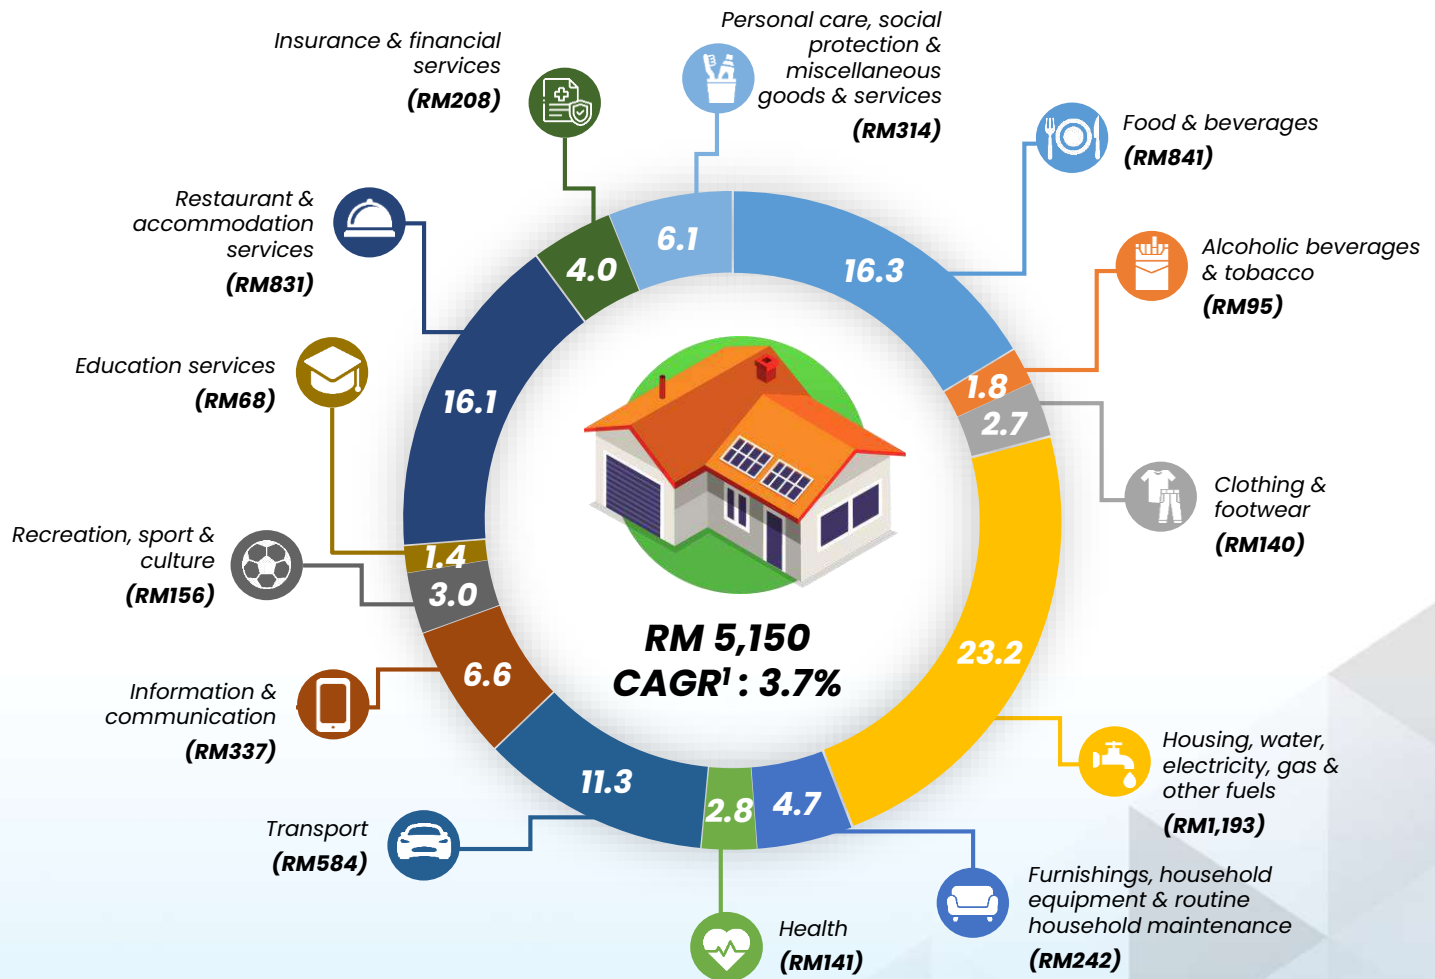 Personal care, social
protection &
miscellaneous
goods & services
(RM314)
Insurance & financial
services
(RM208)
Food & beverages
(RM841)
Restaurant &
accommodation
services
(RM831)
Alcoholic beverages
& tobacco
(RM95)
Education services
(RM68)
Clothing &
footwear
(RM140)
Recreation, sport &
culture
(RM156)
Information &
communication
(RM337)
Housing, water,
electricity, gas &
other fuels
(RM1,193)
Transport
(RM584)
Furnishings, household
equipment & routine
household maintenance
(RM242)
Health
(RM141)
6.1
16.3
4.0
1.8
2.7
16.1
1.4
3.0
23.2
6.6
11.3
2.8
4.7
RM 5,150
CAGR¹ : 3.7%